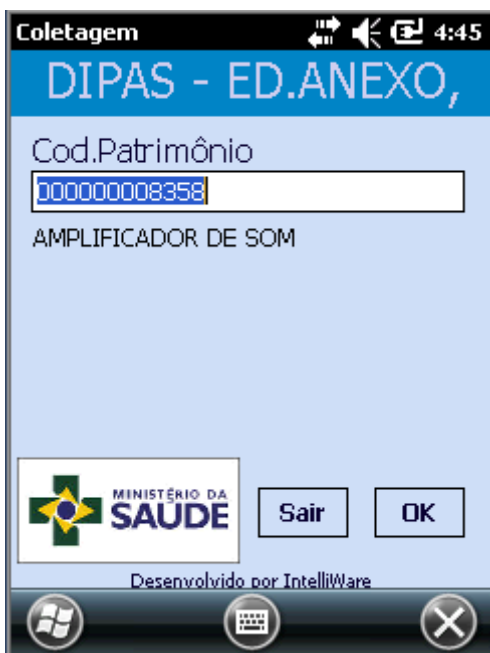 Coletagem 4:45
DIPAS - ED.ANEXO,
Cod.Patrimônio
000000008358
AMPLIFICADOR DE SOM
MINISTÉRIO DA
SAÚDE
Sair OK
Desenvolvido por IntelliWare